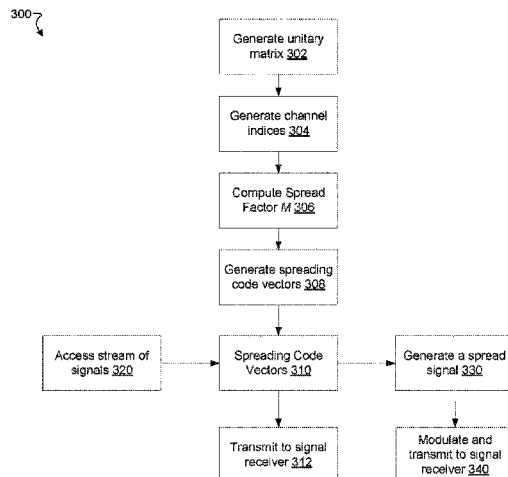 300
Generate unitary
matrix 302
Generate channel
indices 304
Compute Spread
Factor M 306
Generate spreading
code vectors 308
Access stream of
signals 320
Spreading Code
Vectors 310
Generate a spread
signal 330
Transmit to signal
receiver 312
Modulate and
transmit to signal
receiver 340